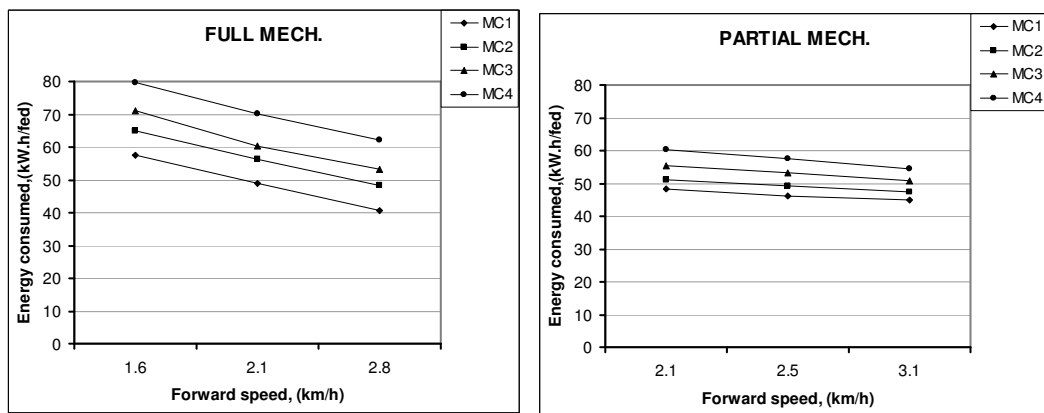 FULL MECH.
MC1
MC2
MC3
MC4
Energy consumed,(kW.h/fed)
80
70
60
50
40
30
20
10
0
1.6 2.1 2.8
Forward speed, (km/h)
PARTIAL MECH.
MC1
MC2
MC3
MC4
Energy consumed,(kW.h/fed)
80
70
60
50
40
30
20
10
0
2.1 2.5 3.1
Forward speed, (km/h)